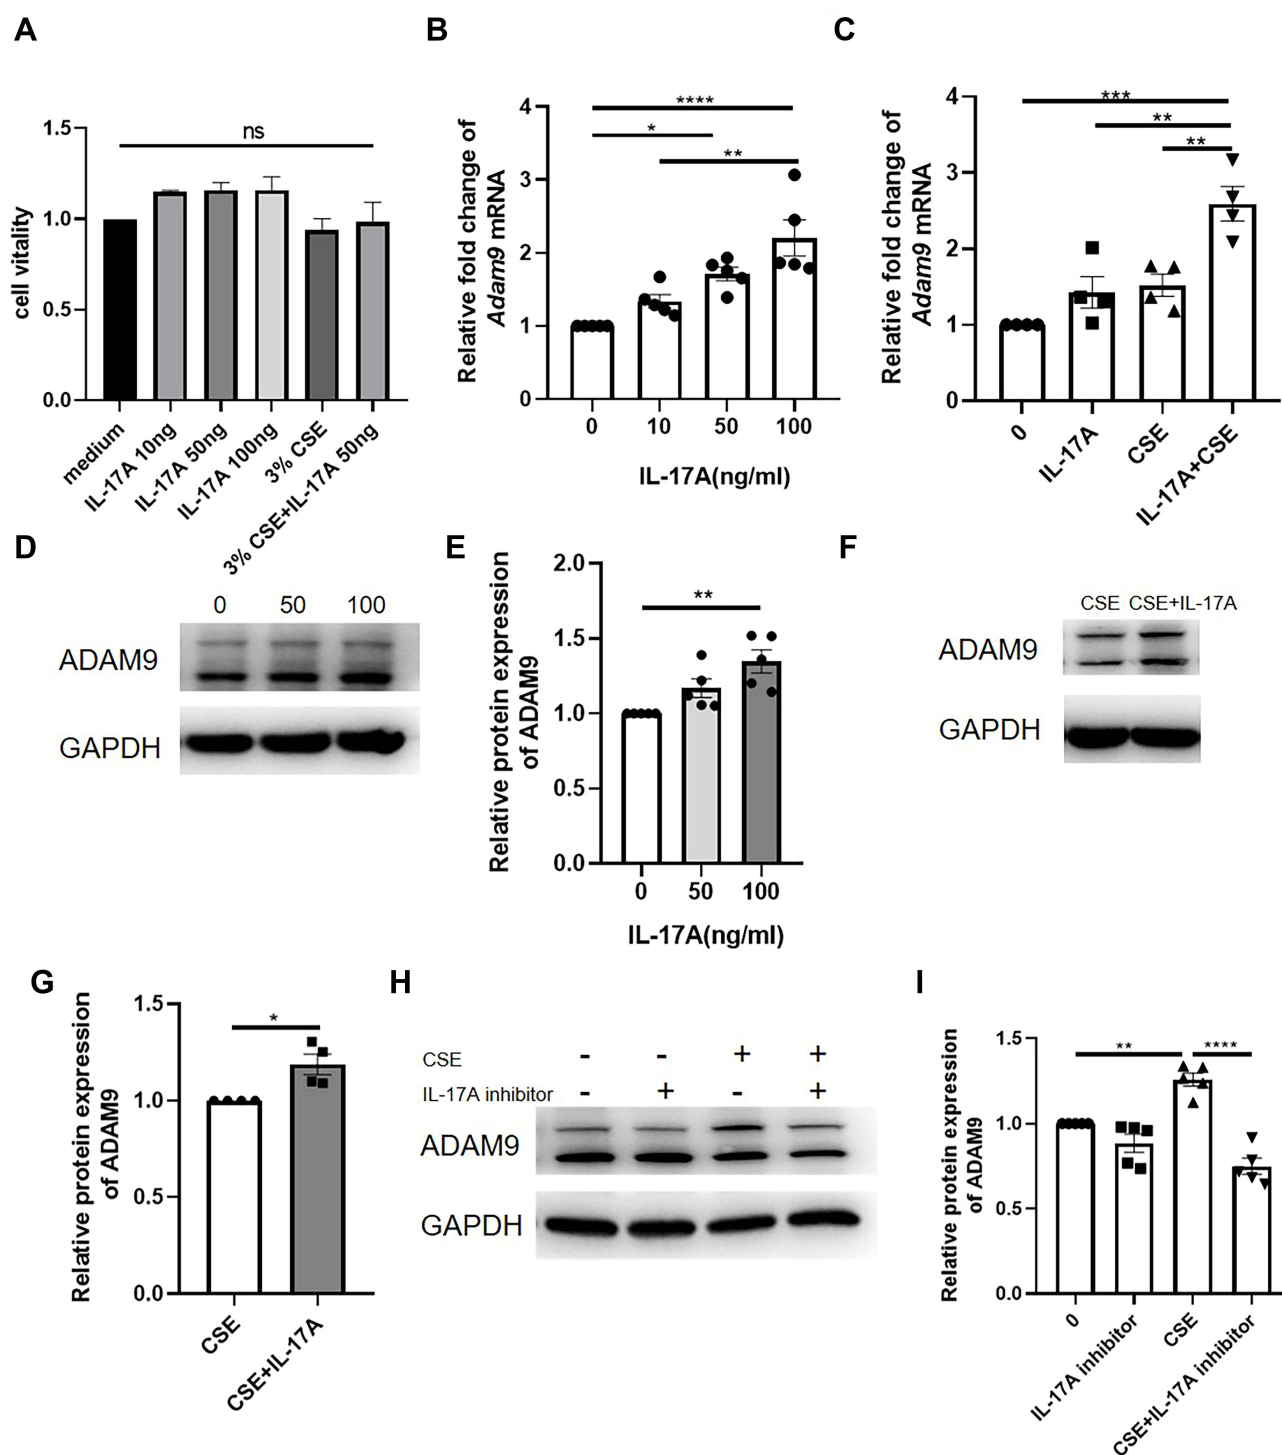 A
cell vitality
1.5
1.0
0.5
0.0
ns
medium
IL-17A 10ng
IL-17A 50ng
IL-17A 100ng
3% CSE
3% CSE+IL-17A 50ng
B
Relative fold change of
Adam9 mRNA
4
3
2
1
0
****
*
**
0 10 50 100
IL-17A(ng/ml)
C
Relative fold change of
Adam9 mRNA
4
3
2
1
0
***
**
**
0
IL-17A
CSE
IL-17A+CSE
D
0 50 100
ADAM9
GAPDH
E
Relative protein expression
of ADAM9
2.0
1.5
1.0
0.5
0.0
**
0 50 100
IL-17A(ng/ml)
F
CSE CSE+IL-17A
ADAM9
GAPDH
G
Relative protein expression
of ADAM9
1.5
1.0
0.5
0.0
*
CSE
CSE+IL-17A
H
CSE - - + +
IL-17A inhibitor - + - +
ADAM9
GAPDH
I
Relative protein expression
of ADAM9
1.5
1.0
0.5
0.0
**
****
0
IL-17A inhibitor
CSE
CSE+IL-17A inhibitor